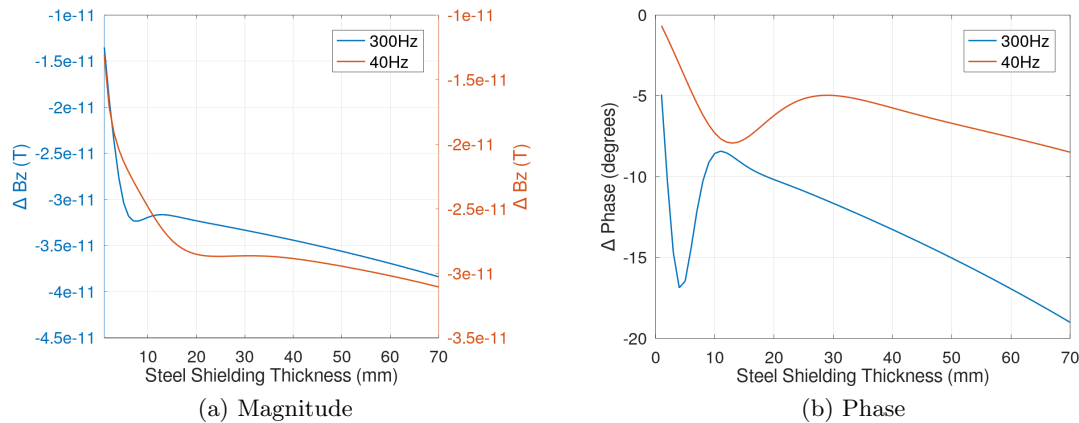 -1e-11
-1.5e-11
-2e-11
-2.5e-11
-3e-11
-3.5e-11
-4e-11
-4.5e-11
Δ Bz (T)
300Hz
40Hz
-1e-11
-1.5e-11
-2e-11
-2.5e-11
-3e-11
-3.5e-11
Δ Bz (T)
10 20 30 40 50 60 70
Steel Shielding Thickness (mm)
(a) Magnitude
0
-5
-10
-15
-20
Δ Phase (degrees)
300Hz
40Hz
0 10 20 30 40 50 60 70
Steel Shielding Thickness (mm)
(b) Phase